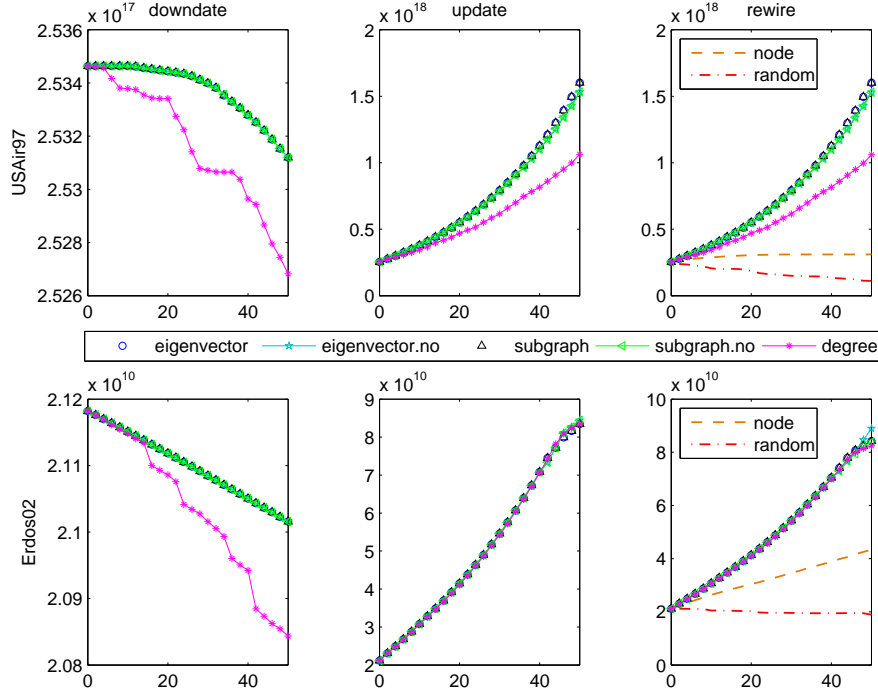 downdate
update
rewire
x 10^17
x 10^18
x 10^18
2.536
2.534
2.532
2.53
2.528
2.526
USAir97
0
20
40
2
1.5
1
0.5
0
0
20
40
2
1.5
1
0.5
0
0
20
40
node
random
eigenvector
eigenvector.no
subgraph
subgraph.no
degree
x 10^10
x 10^10
x 10^10
2.12
2.11
2.1
2.09
2.08
Erdos02
0
20
40
9
8
7
6
5
4
3
2
0
20
40
10
8
6
4
2
0
0
20
40
node
random